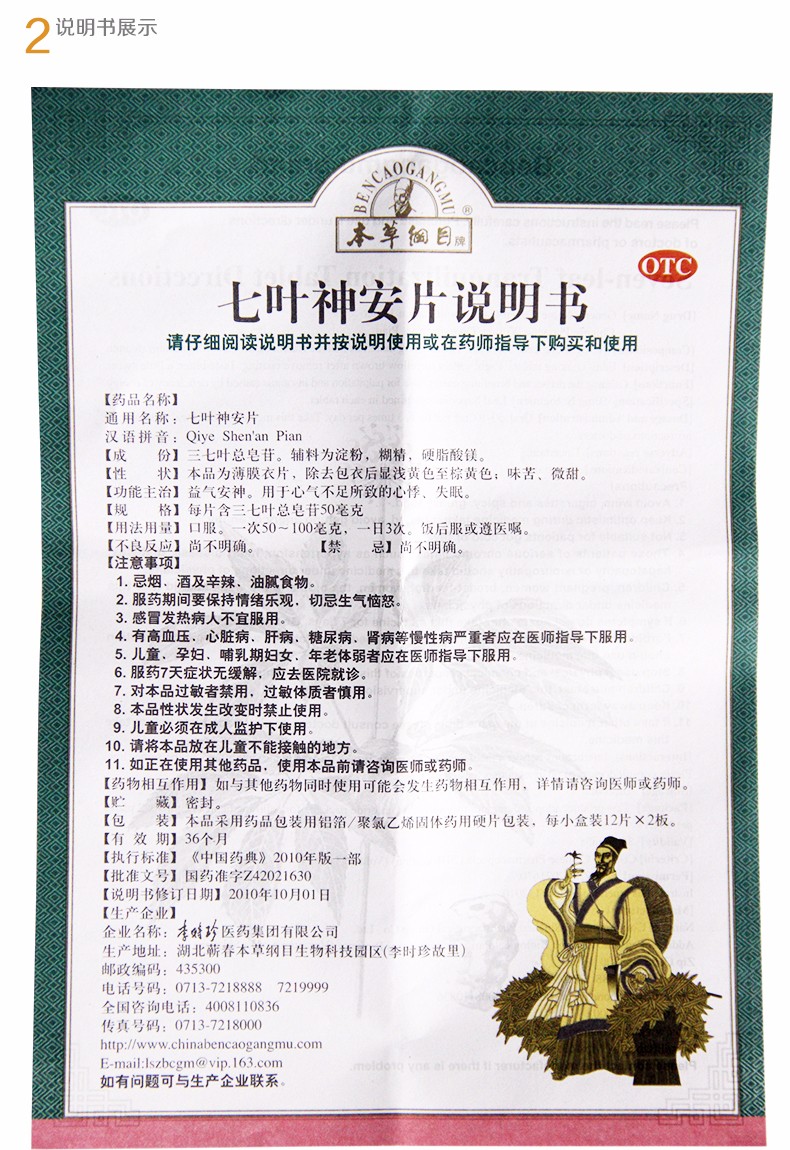 2 说明书展示
BENCAOGANGMU
®
本草纲目牌
OTC
七叶神安片说明书
请仔细阅读说明书并按说明使用或在药师指导下购买和使用
【药品名称】
通用名称：七叶神安片
汉语拼音：Qiye Shen'an Pian
【成 份】三七叶总皂苷。辅料为淀粉，糊精，硬脂酸镁。
【性 状】本品为薄膜衣片，除去包衣后显浅黄色至棕黄色；味苦、微甜。
【功能主治】益气安神。用于心气不足所致的心悸、失眠。
【规 格】每片含三七叶总皂苷50毫克
【用法用量】口服。一次50～100毫克，一日3次。饭后服或遵医嘱。
【不良反应】尚不明确。 【禁 忌】尚不明确。
【注意事项】
1. 忌烟、酒及辛辣、油腻食物。
2. 服药期间要保持情绪乐观，切忌生气恼怒。
3. 感冒发热病人不宜服用。
4. 有高血压、心脏病、肝病、糖尿病、肾病等慢性病严重者应在医师指导下服用。
5. 儿童、孕妇、哺乳期妇女、年老体弱者应在医师指导下服用。
6. 服药7天症状无缓解，应去医院就诊。
7. 对本品过敏者禁用，过敏体质者慎用。
8. 本品性状发生改变时禁止使用。
9. 儿童必须在成人监护下使用。
10. 请将本品放在儿童不能接触的地方。
11. 如正在使用其他药品，使用本品前请咨询医师或药师。
【药物相互作用】如与其他药物同时使用可能会发生药物相互作用，详情请咨询医师或药师。
【贮 藏】密封。
【包 装】本品采用药品包装用铝箔/聚氯乙烯固体药用硬片包装，每小盒装12片×2板。
【有 效 期】36个月
【执行标准】《中国药典》2010年版一部
【批准文号】国药准字Z42021630
【说明书修订日期】2010年10月01日
【生产企业】
企业名称：李时珍医药集团有限公司
生产地址：湖北蕲春本草纲目生物科技园区(李时珍故里)
邮政编码：435300
电话号码：0713-7218888 7219999
全国咨询电话：4008110836
传真号码：0713-7218000
http://www.chinabencaogangmu.com
E-mail:lszbcgm@vip.163.com
如有问题可与生产企业联系。